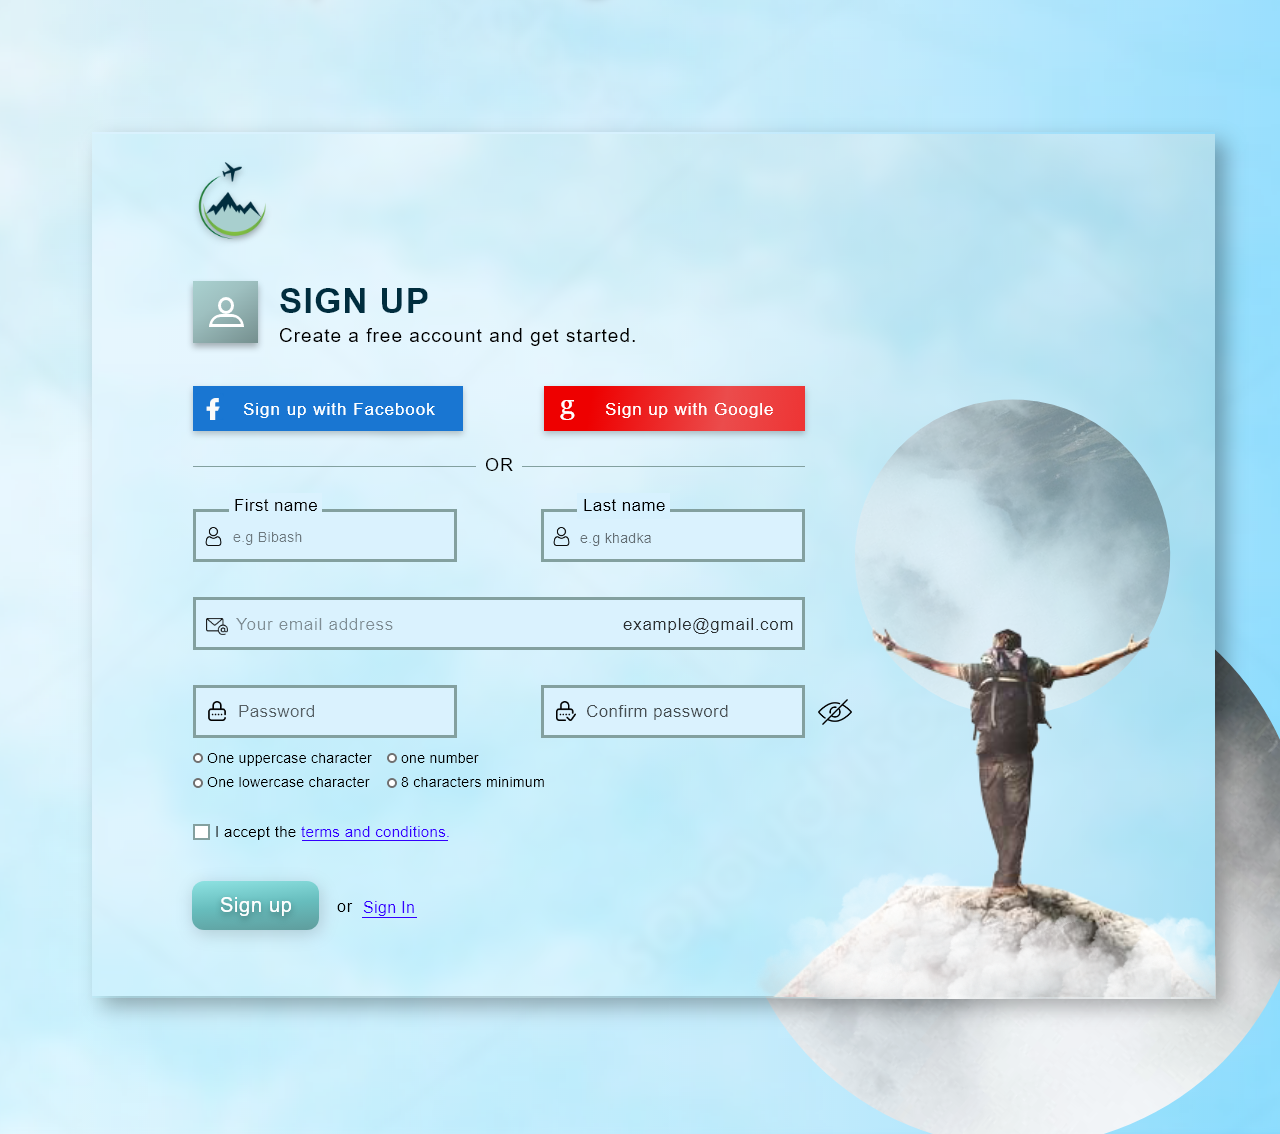 SIGN UP
Create a free account and get started.
f Sign up with Facebook
g Sign up with Google
OR
First name
Last name
e.g Bibash
e.g khadka
Your email address
example@gmail.com
Password
Confirm password
One uppercase character
one number
One lowercase character
8 characters minimum
I accept the terms and conditions.
Sign up
or Sign In